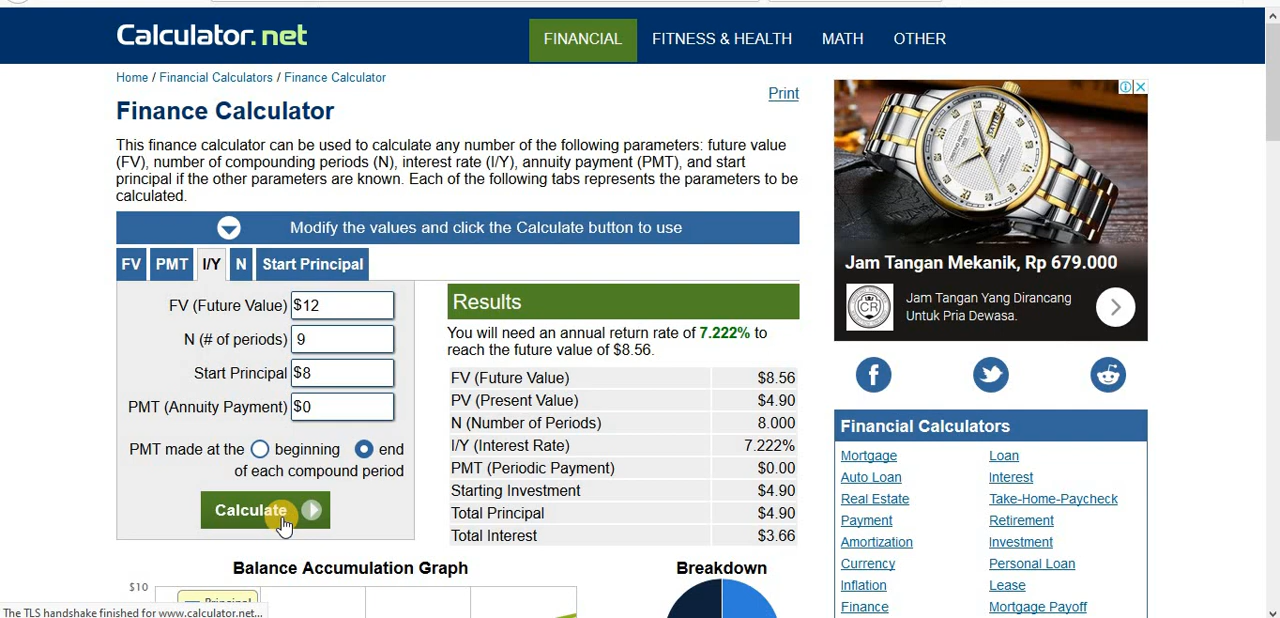 Calculator.net
FINANCIAL FITNESS & HEALTH MATH OTHER
Home / Financial Calculators / Finance Calculator
Print
Finance Calculator
This finance calculator can be used to calculate any number of the following parameters: future value
(FV), number of compounding periods (N), interest rate (I/Y), annuity payment (PMT), and start
principal if the other parameters are known. Each of the following tabs represents the parameters to be
calculated.
Modify the values and click the Calculate button to use
FV PMT I/Y N Start Principal
FV (Future Value) $12
N (# of periods) 9
Start Principal $8
PMT (Annuity Payment) $0
PMT made at the beginning end
of each compound period
Calculate
Results
You will need an annual return rate of 7.222% to
reach the future value of $8.56.
FV (Future Value) $8.56
PV (Present Value) $4.90
N (Number of Periods) 8.000
I/Y (Interest Rate) 7.222%
PMT (Periodic Payment) $0.00
Starting Investment $4.90
Total Principal $4.90
Total Interest $3.66
Balance Accumulation Graph
$10
Principal
Breakdown
Jam Tangan Mekanik, Rp 679.000
CR
Jam Tangan Yang Dirancang
Untuk Pria Dewasa.
Financial Calculators
Mortgage Loan
Auto Loan Interest
Real Estate Take-Home-Paycheck
Payment Retirement
Amortization Investment
Currency Personal Loan
Inflation Lease
Finance Mortgage Payoff
The TLS handshake finished for www.calculator.net...